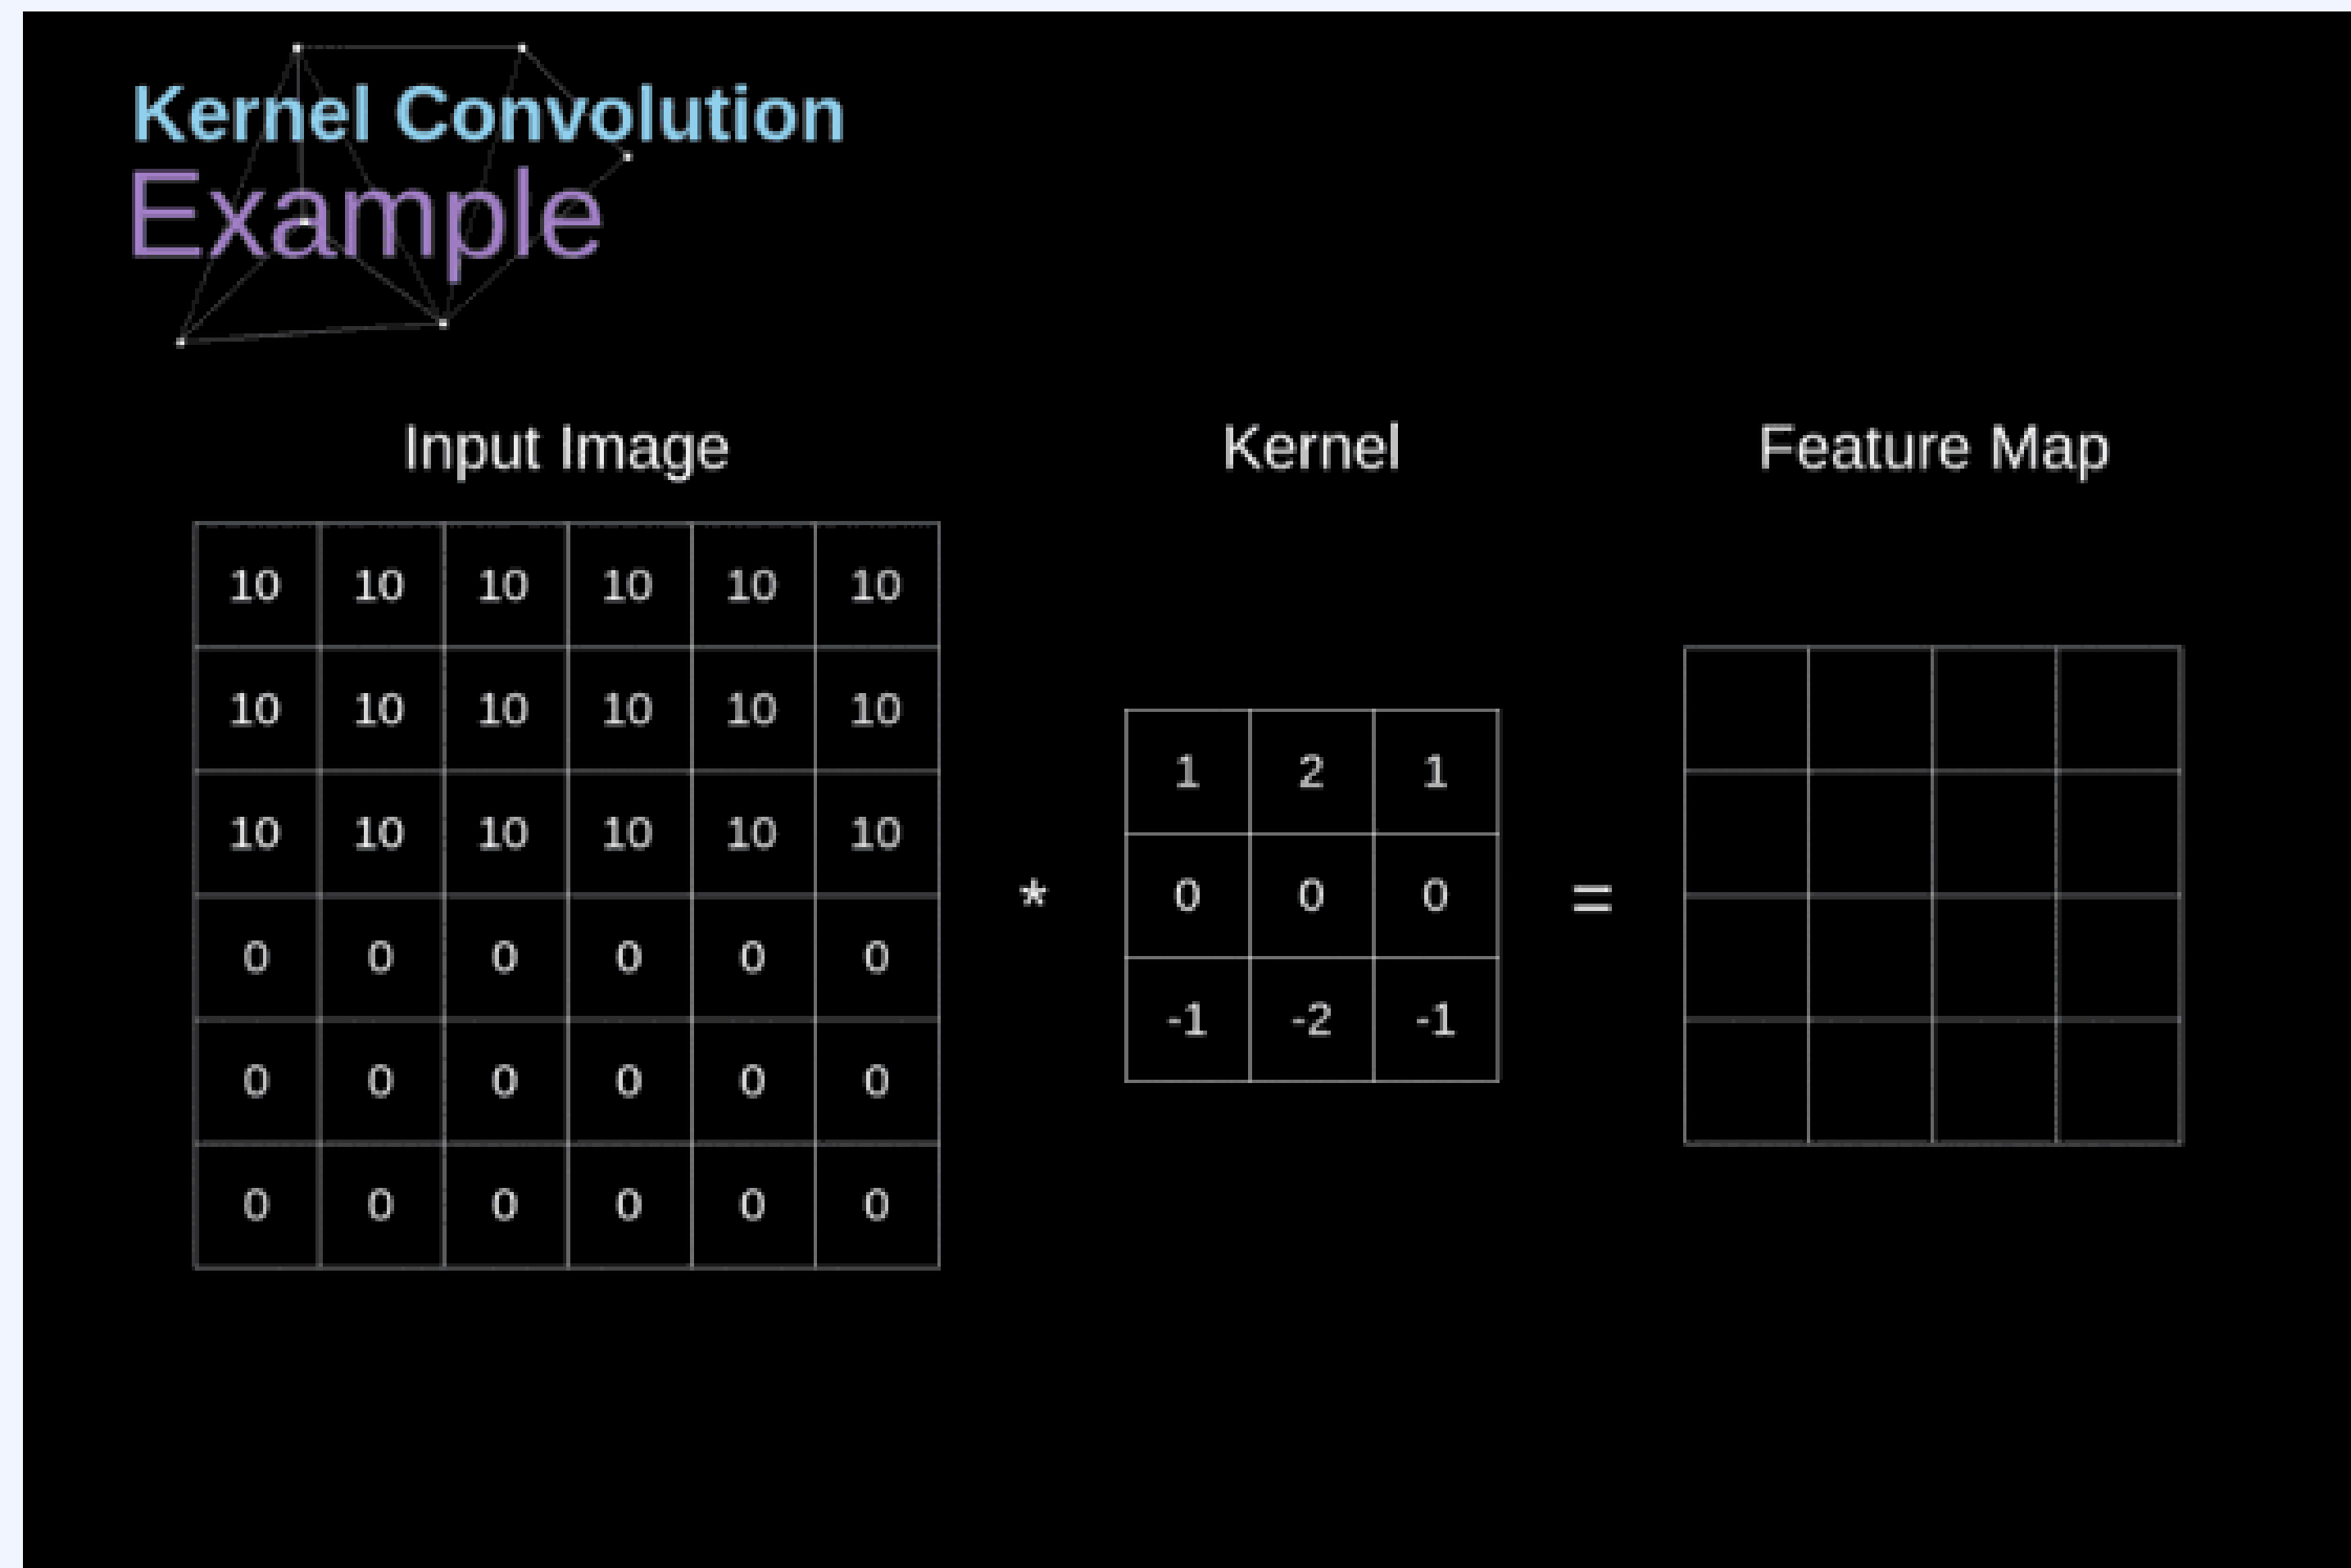 Kernel Convolution
Example
Input Image Kernel Feature Map
10 10 10 10 10 10
10 10 10 10 10 10
10 10 10 10 10 10
0 0 0 0 0 0
0 0 0 0 0 0
0 0 0 0 0 0
*
1 2 1
0 0 0
-1 -2 -1
=